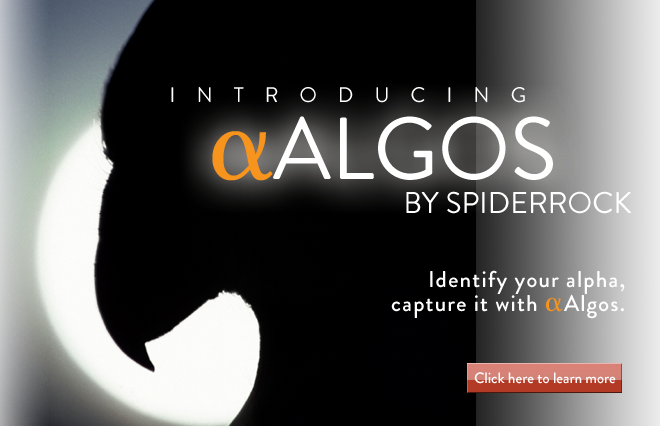 INTRODUCING
αALGOS
BY SPIDERROCK
Identify your alpha,
capture it with αAlgos.
Click here to learn more